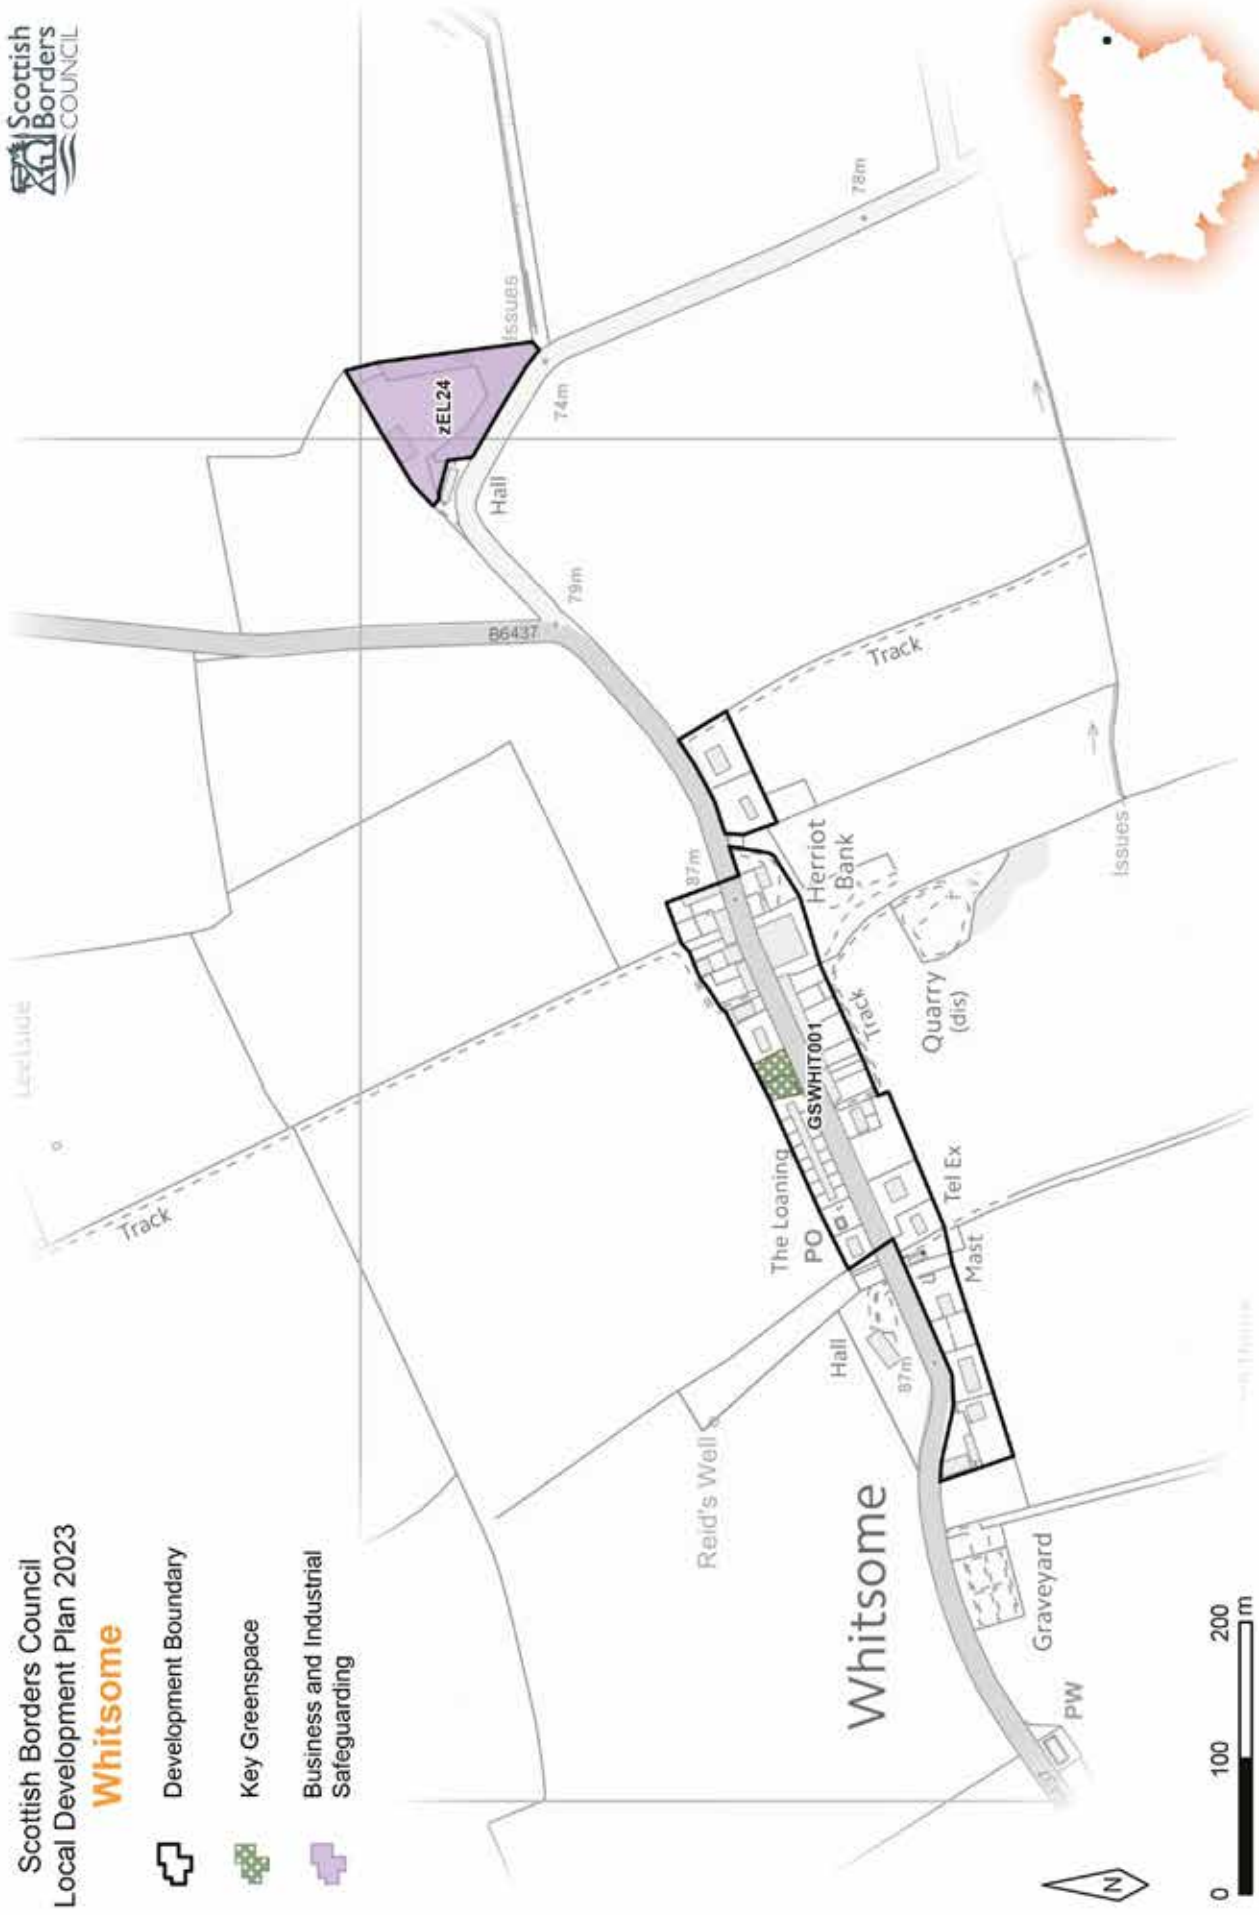 Scottish Borders Council
Local Development Plan 2023
Whitsome
Development Boundary
Key Greenspace
Business and Industrial
Safeguarding
Scottish
Borders
COUNCIL
Leetside
Track
B6437
79m
Hall
zEL24
Issues
74m
78m
Reid's Well
Whitsome
Hall
87m
The Loaning
PO
GSWHIT001
87m
Herriot
Bank
Track
Track
Quarry
(dis)
Issues
Tel Ex
Mast
Graveyard
PW
N
0
100
200
m